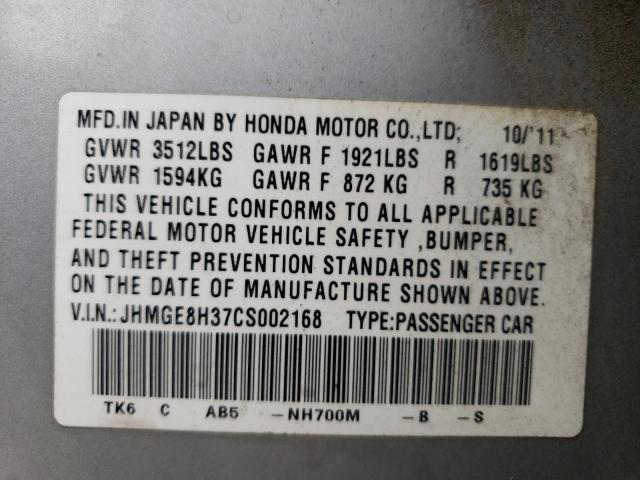 MFD.IN JAPAN BY HONDA MOTOR CO.,LTD; 10/'11
GVWR 3512LBS GAWR F 1921LBS R 1619LBS
GVWR 1594KG GAWR F 872 KG R 735 KG
THIS VEHICLE CONFORMS TO ALL APPLICABLE
FEDERAL MOTOR VEHICLE SAFETY ,BUMPER,
AND THEFT PREVENTION STANDARDS IN EFFECT
ON THE DATE OF MANUFACTURE SHOWN ABOVE.
V.I.N.:JHMGE8H37CS002168 TYPE:PASSENGER CAR
TK6 C AB5 -NH700M -B -S